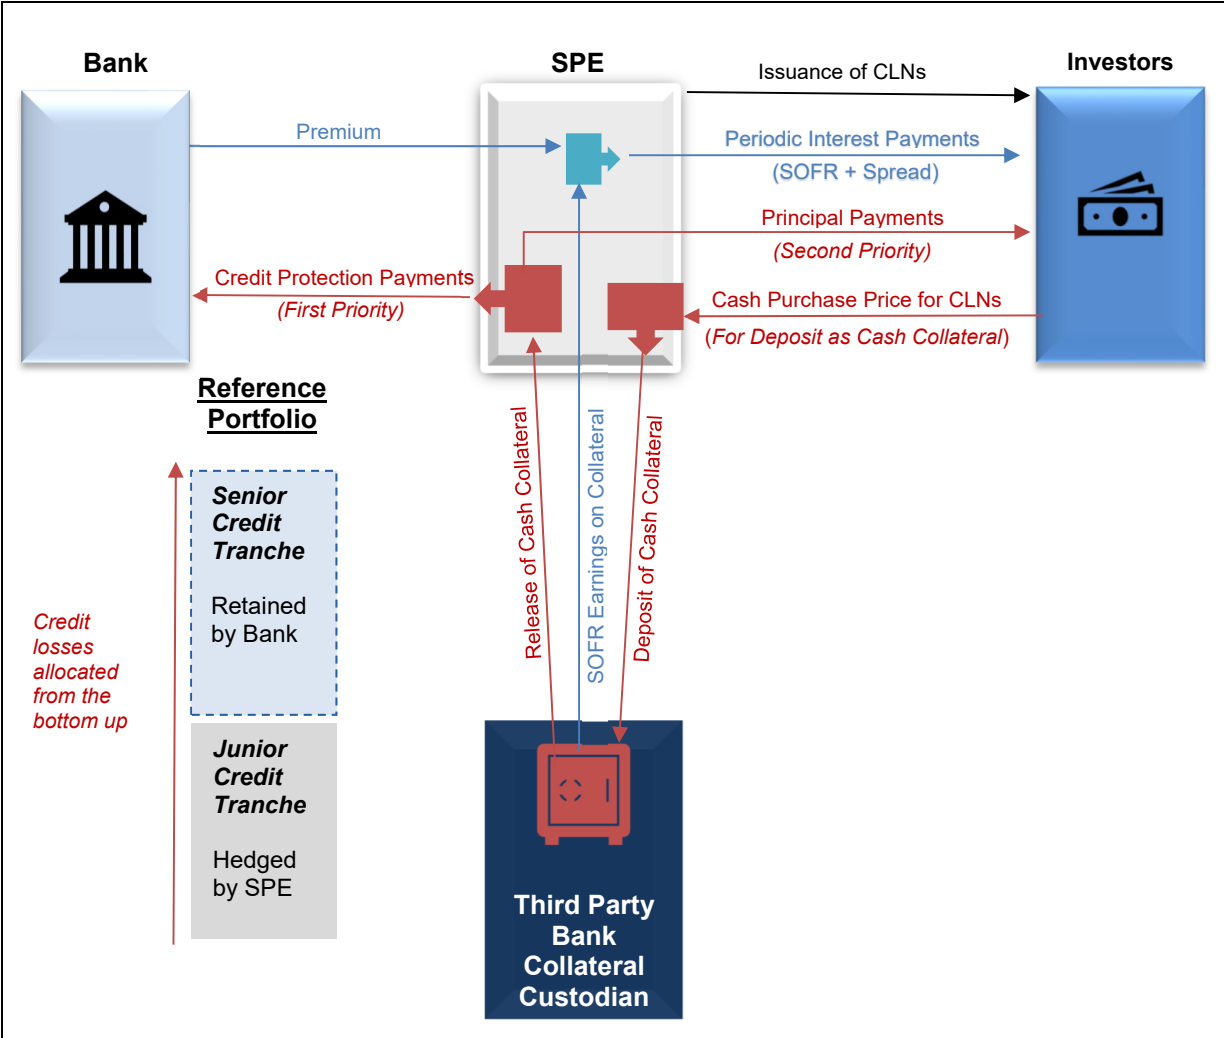 Bank
SPE
Investors
Issuance of CLNs
Premium
Periodic Interest Payments
(SOFR + Spread)
Principal Payments
(Second Priority)
Credit Protection Payments
(First Priority)
Cash Purchase Price for CLNs
(For Deposit as Cash Collateral)
Reference
Portfolio
Release of Cash Collateral
SOFR Earnings on Collateral
Deposit of Cash Collateral
Senior
Credit
Tranche
Retained
by Bank
Credit
losses
allocated
from the
bottom up
Junior
Credit
Tranche
Hedged
by SPE
Third Party
Bank
Collateral
Custodian